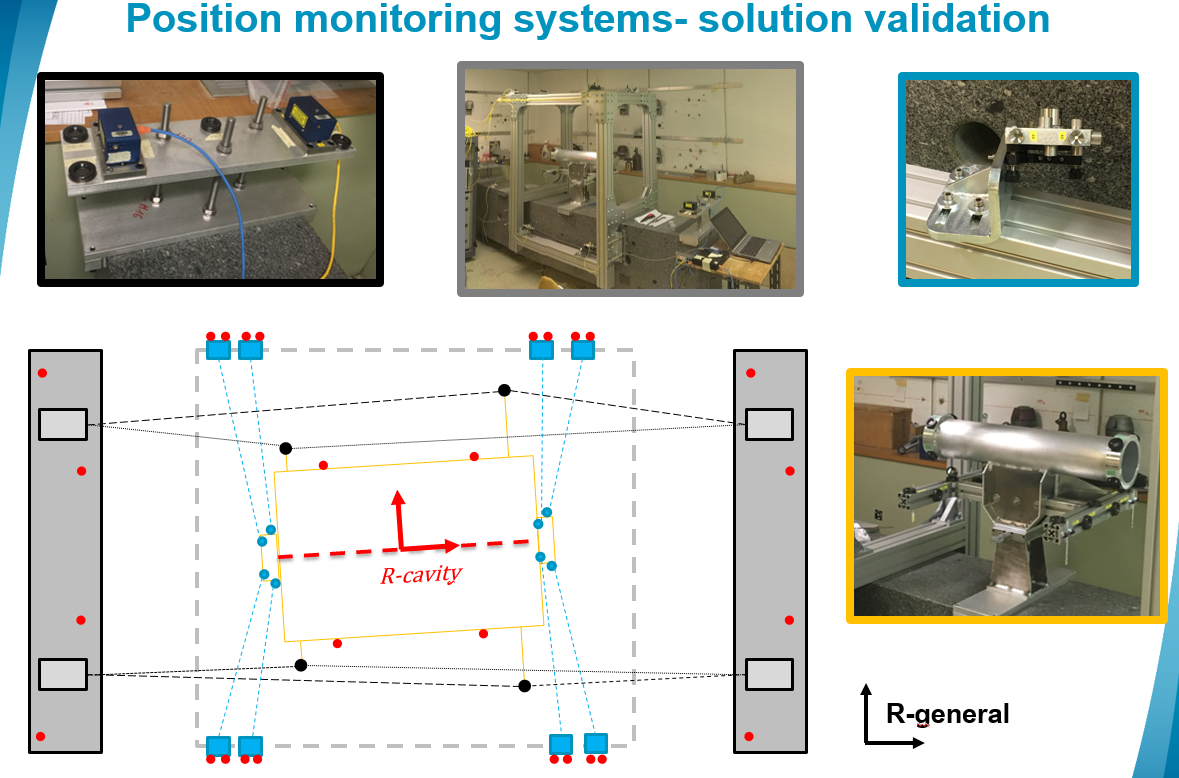 Position monitoring systems- solution validation
R-cavity
R-general